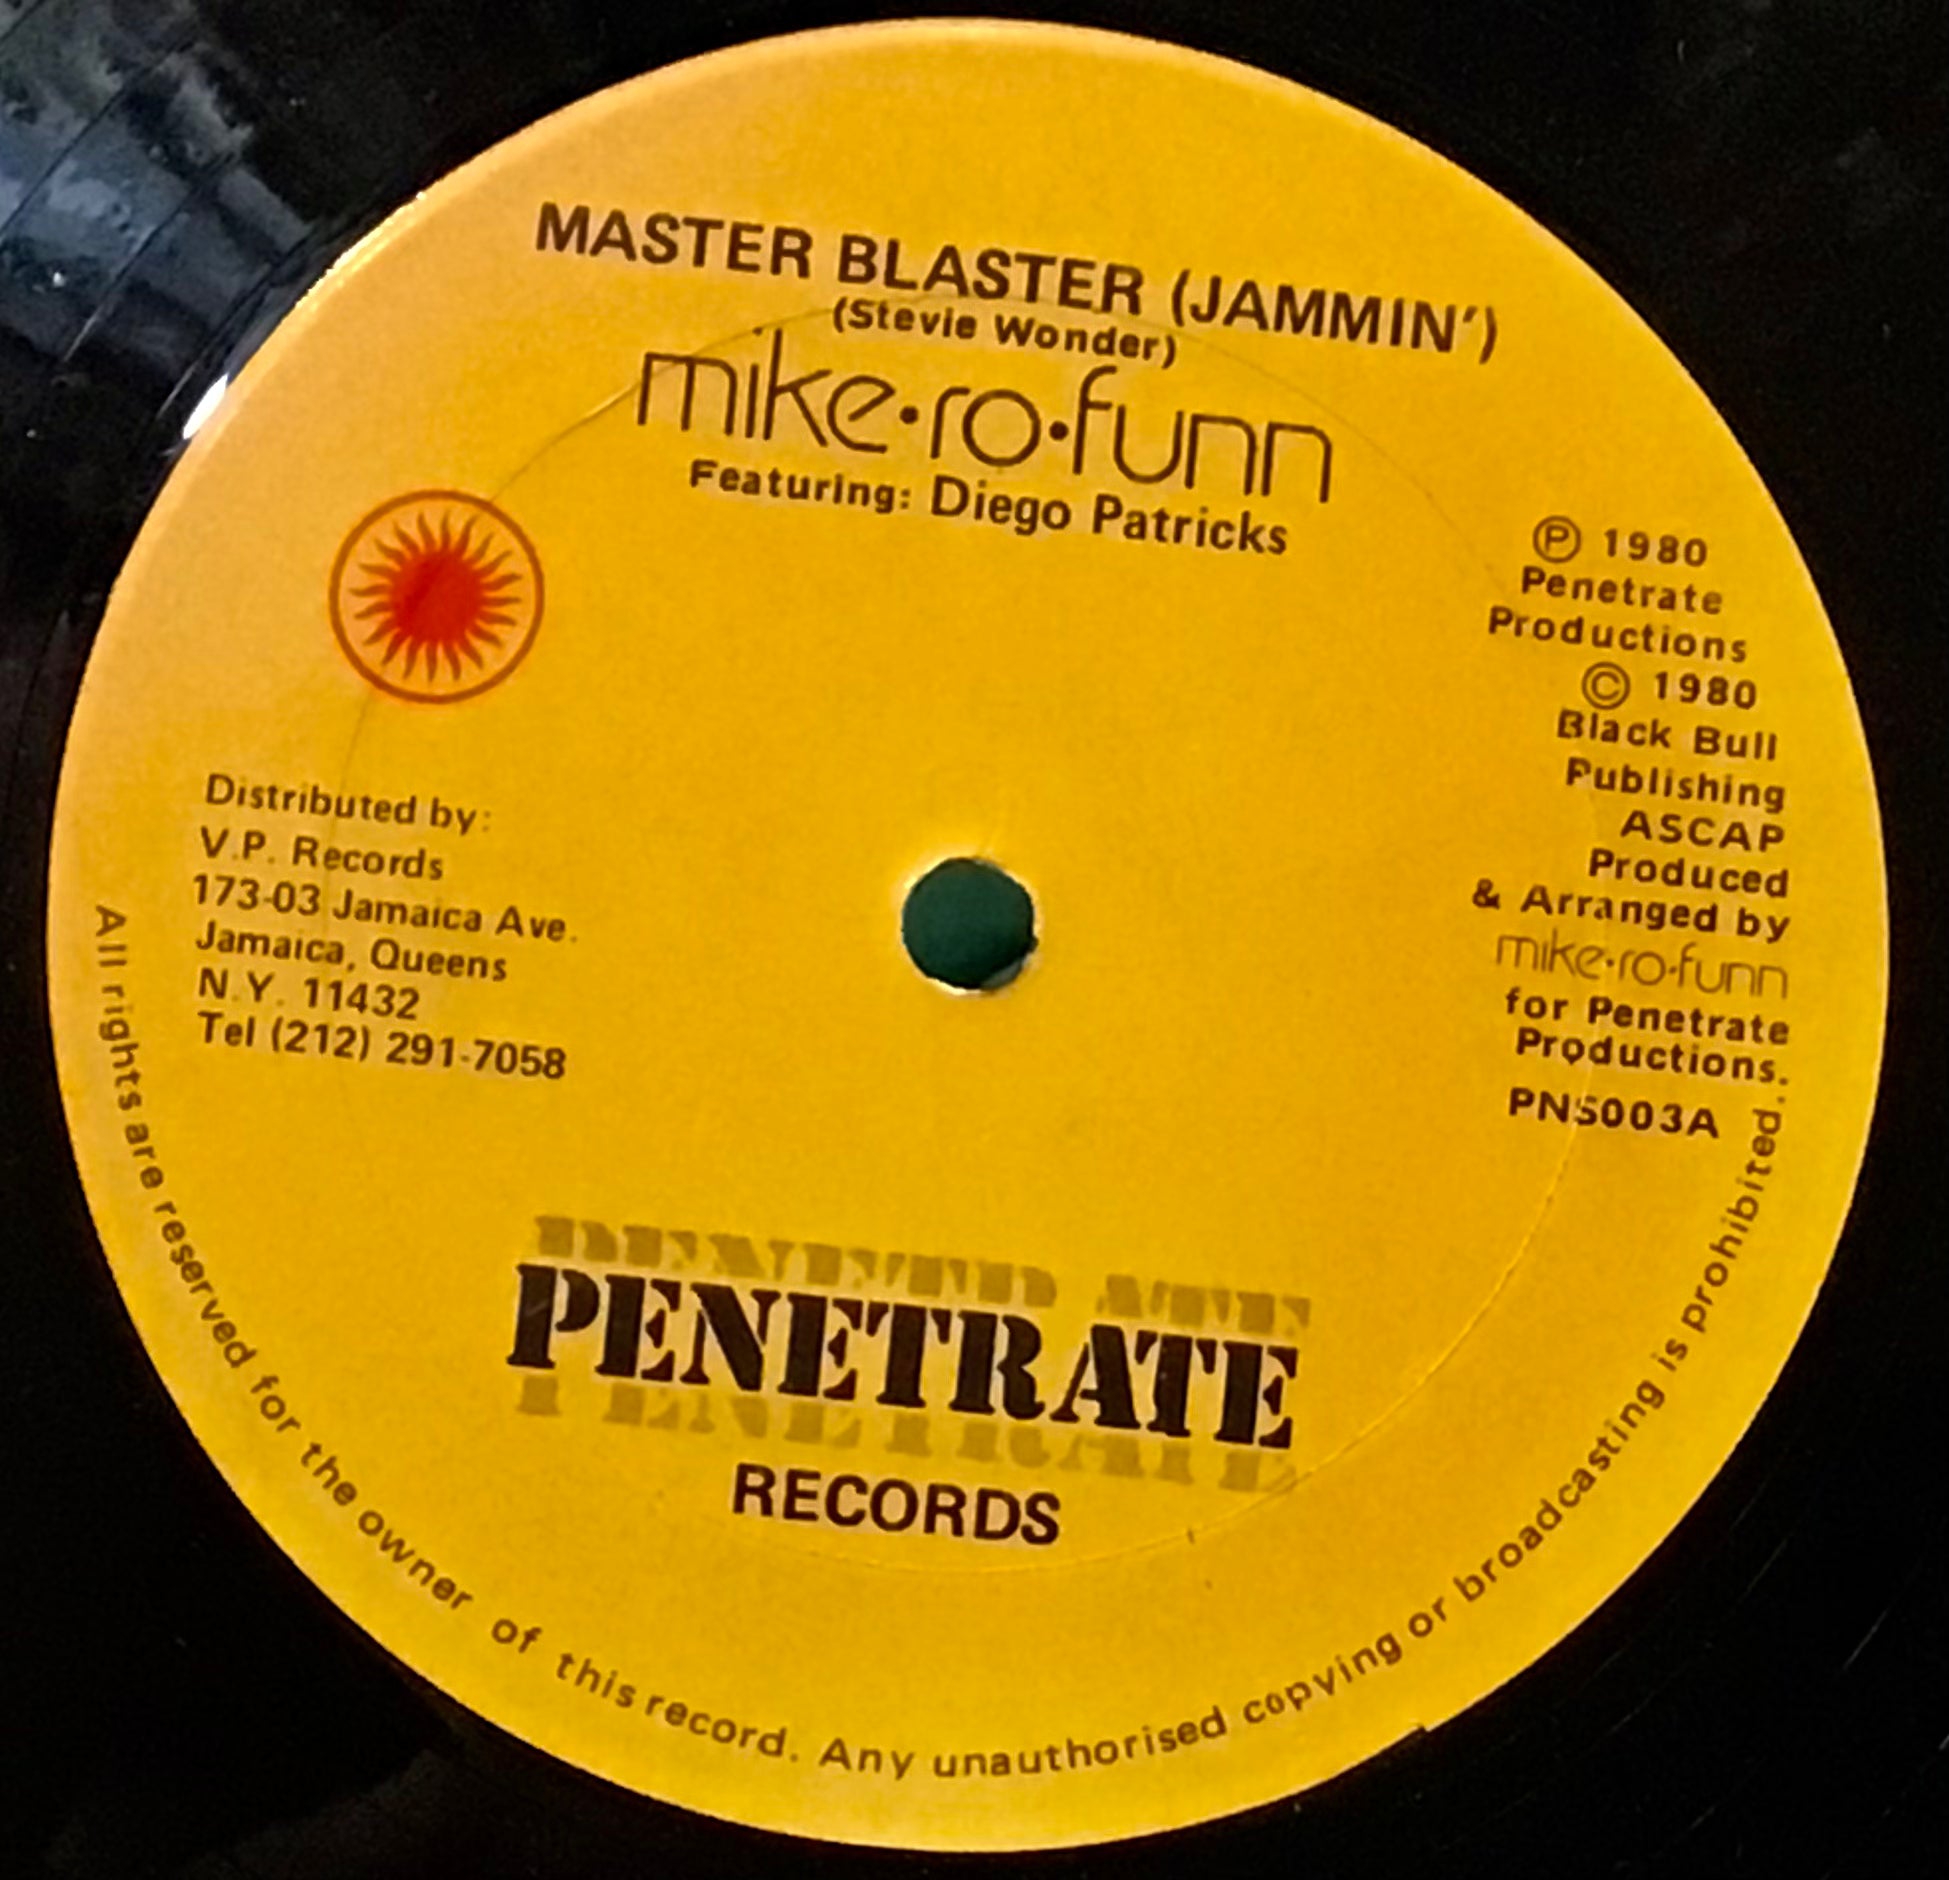 MASTER BLASTER (JAMMIN')
(Stevie Wonder)
mike·ro·funn
Featuring: Diego Patricks
Ⓟ 1980
Penetrate
Productions
© 1980
Black Bull
Publishing
ASCAP
Produced
& Arranged by
mike·ro·funn
for Penetrate
Productions.
PNS003A
Distributed by:
V.P. Records
173-03 Jamaica Ave.
Jamaica, Queens
N.Y. 11432
Tel (212) 291-7058
PENETRATE
PENETRATE
PENETRATE
RECORDS
All rights are reserved for the owner of this record. Any unauthorised copying or broadcasting is prohibited.